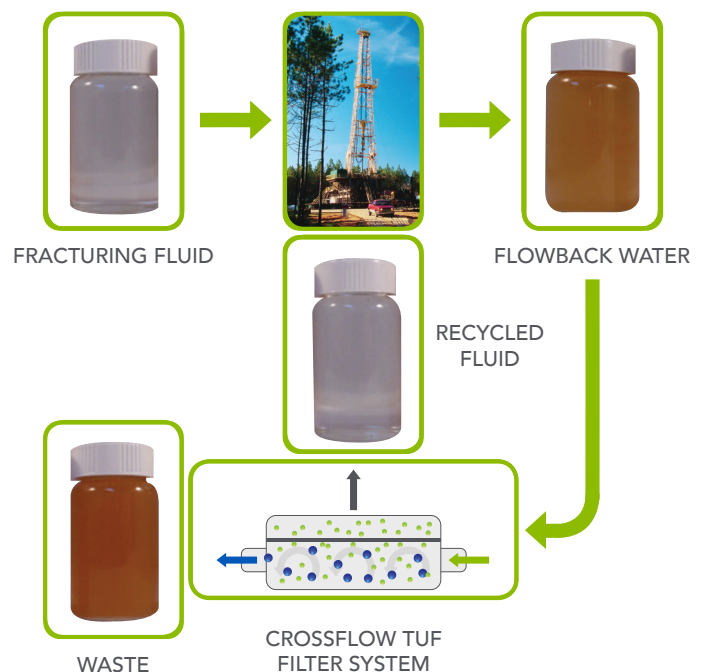 FRACTURING FLUID
FLOWBACK WATER
RECYCLED
FLUID
WASTE
CROSSFLOW TUF
FILTER SYSTEM